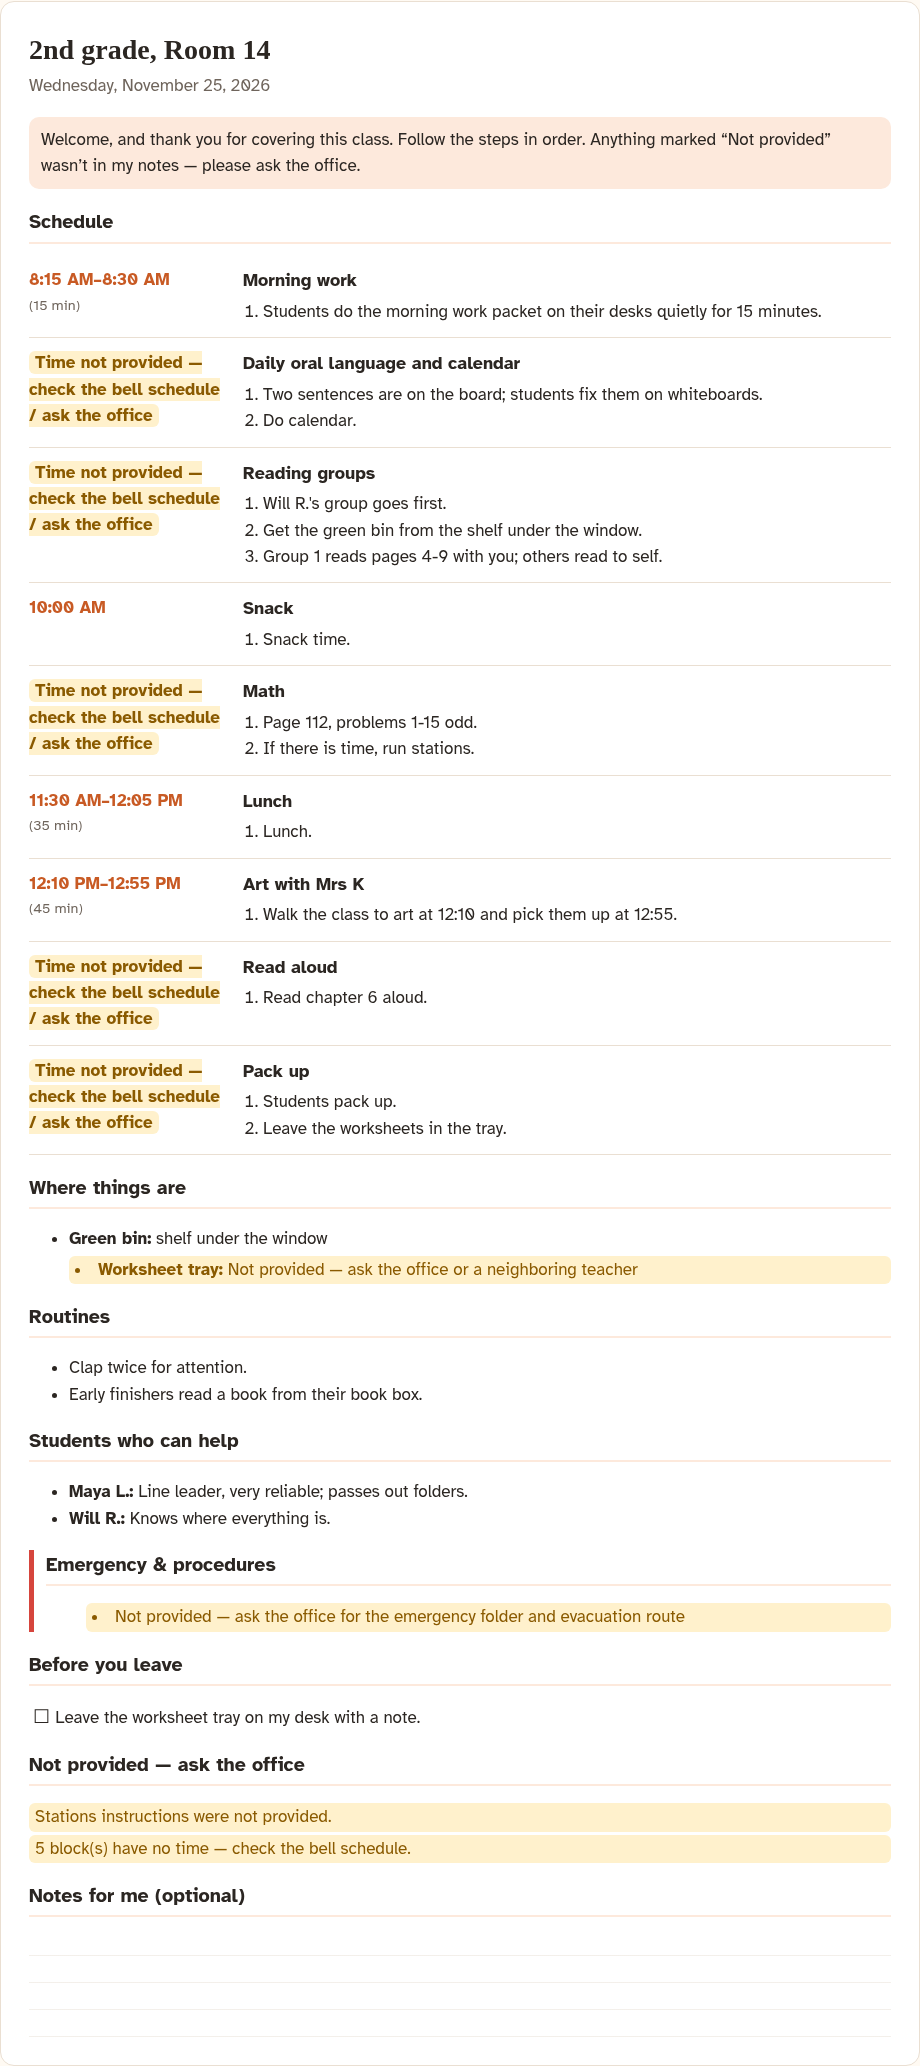 2nd grade, Room 14
Wednesday, November 25, 2026
Welcome, and thank you for covering this class. Follow the steps in order. Anything marked “Not provided”
wasn’t in my notes — please ask the office.
Schedule
8:15 AM–8:30 AM
(15 min)
Morning work
1. Students do the morning work packet on their desks quietly for 15 minutes.
Time not provided —
check the bell schedule
/ ask the office
Daily oral language and calendar
1. Two sentences are on the board; students fix them on whiteboards.
2. Do calendar.
Time not provided —
check the bell schedule
/ ask the office
Reading groups
1. Will R.'s group goes first.
2. Get the green bin from the shelf under the window.
3. Group 1 reads pages 4-9 with you; others read to self.
10:00 AM
Snack
1. Snack time.
Time not provided —
check the bell schedule
/ ask the office
Math
1. Page 112, problems 1-15 odd.
2. If there is time, run stations.
11:30 AM–12:05 PM
(35 min)
Lunch
1. Lunch.
12:10 PM–12:55 PM
(45 min)
Art with Mrs K
1. Walk the class to art at 12:10 and pick them up at 12:55.
Time not provided —
check the bell schedule
/ ask the office
Read aloud
1. Read chapter 6 aloud.
Time not provided —
check the bell schedule
/ ask the office
Pack up
1. Students pack up.
2. Leave the worksheets in the tray.
Where things are
• Green bin: shelf under the window
• Worksheet tray: Not provided — ask the office or a neighboring teacher
Routines
• Clap twice for attention.
• Early finishers read a book from their book box.
Students who can help
• Maya L.: Line leader, very reliable; passes out folders.
• Will R.: Knows where everything is.
Emergency & procedures
• Not provided — ask the office for the emergency folder and evacuation route
Before you leave
☐ Leave the worksheet tray on my desk with a note.
Not provided — ask the office
Stations instructions were not provided.
5 block(s) have no time — check the bell schedule.
Notes for me (optional)